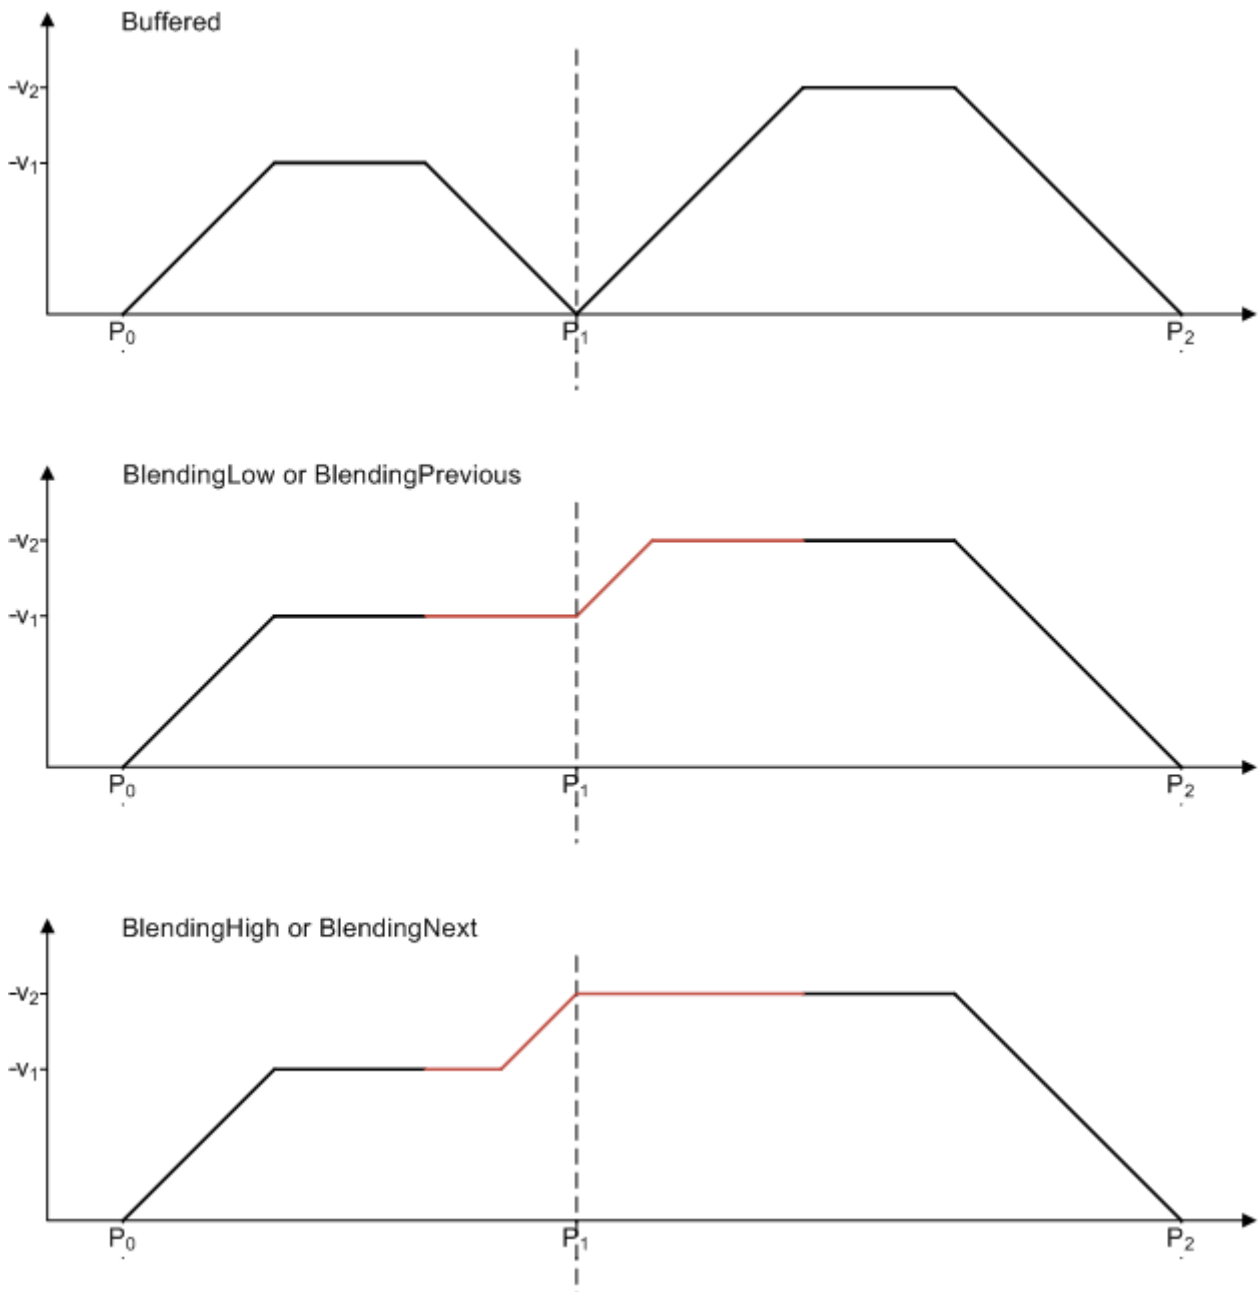 Buffered
v₂
v₁
P₀ P₁ P₂
BlendingLow or BlendingPrevious
v₂
v₁
P₀ P₁ P₂
BlendingHigh or BlendingNext
v₂
v₁
P₀ P₁ P₂